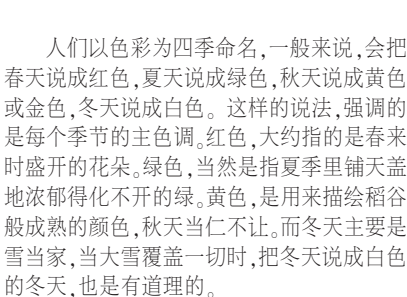 人们以色彩为四季命名,一般来说,会把
春天说成红色,夏天说成绿色,秋天说成黄色
或金色,冬天说成白色。这样的说法,强调的
是每个季节的主色调。红色,大约指的是春来
时盛开的花朵。绿色,当然是指夏季里铺天盖
地浓郁得化不开的绿。黄色,是用来描绘稻谷
般成熟的颜色,秋天当仁不让。而冬天主要是
雪当家,当大雪覆盖一切时,把冬天说成白色
的冬天,也是有道理的。